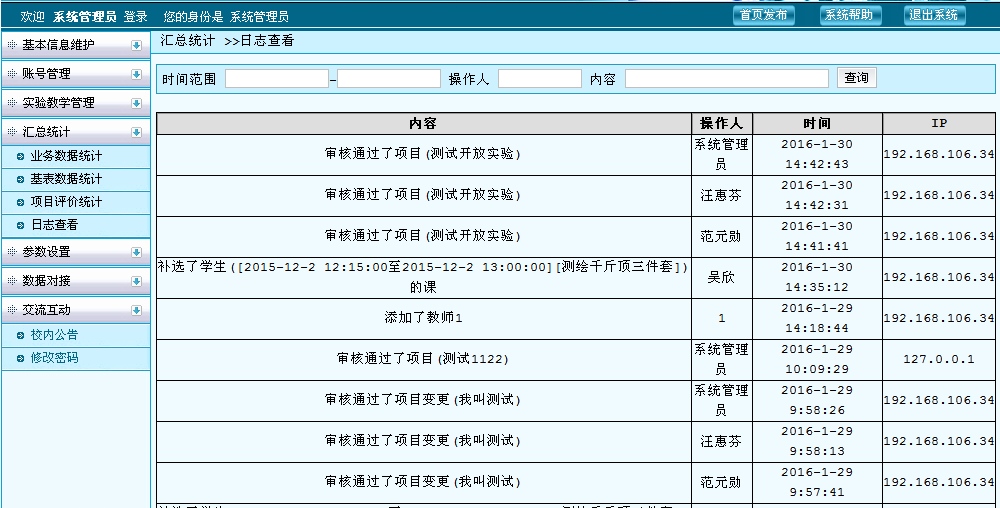 欢迎 系统管理员 登录 您的身份是 系统管理员 首页发布 系统帮助 退出系统
基本信息维护
账号管理
实验教学管理
汇总统计
业务数据统计
基表数据统计
项目评价统计
日志查看
参数设置
数据对接
交流互动
校内公告
修改密码
汇总统计 >>日志查看
时间范围 - 操作人 内容 查询
内容 操作人 时间 IP
审核通过了项目(测试开放实验) 系统管理员 2016-1-30 14:42:43 192.168.106.34
审核通过了项目(测试开放实验) 汪惠芬 2016-1-30 14:42:31 192.168.106.34
审核通过了项目(测试开放实验) 范元勋 2016-1-30 14:41:41 192.168.106.34
补选了学生([2015-12-2 12:15:00至2015-12-2 13:00:00][测绘千斤顶三件套])的课 吴欣 2016-1-30 14:35:12 192.168.106.34
添加了教师1 1 2016-1-29 14:18:44 192.168.106.34
审核通过了项目(测试1122) 系统管理员 2016-1-29 10:09:29 127.0.0.1
审核通过了项目变更(我叫测试) 系统管理员 2016-1-29 9:58:26 192.168.106.34
审核通过了项目变更(我叫测试) 汪惠芬 2016-1-29 9:58:13 192.168.106.34
审核通过了项目变更(我叫测试) 范元勋 2016-1-29 9:57:41 192.168.106.34